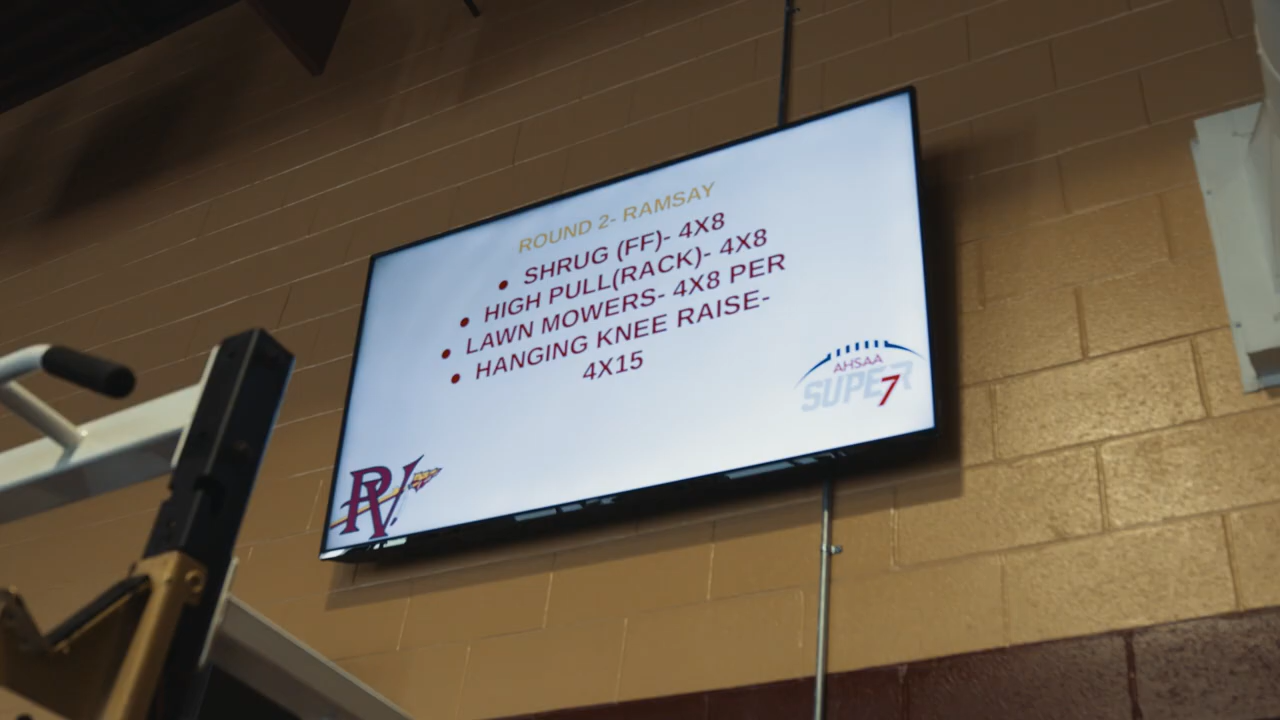 ROUND 2- RAMSAY
• SHRUG (FF)- 4X8
• HIGH PULL(RACK)- 4X8
• LAWN MOWERS- 4X8 PER
• HANGING KNEE RAISE-
4X15
AHSAA
SUPER
7
RV